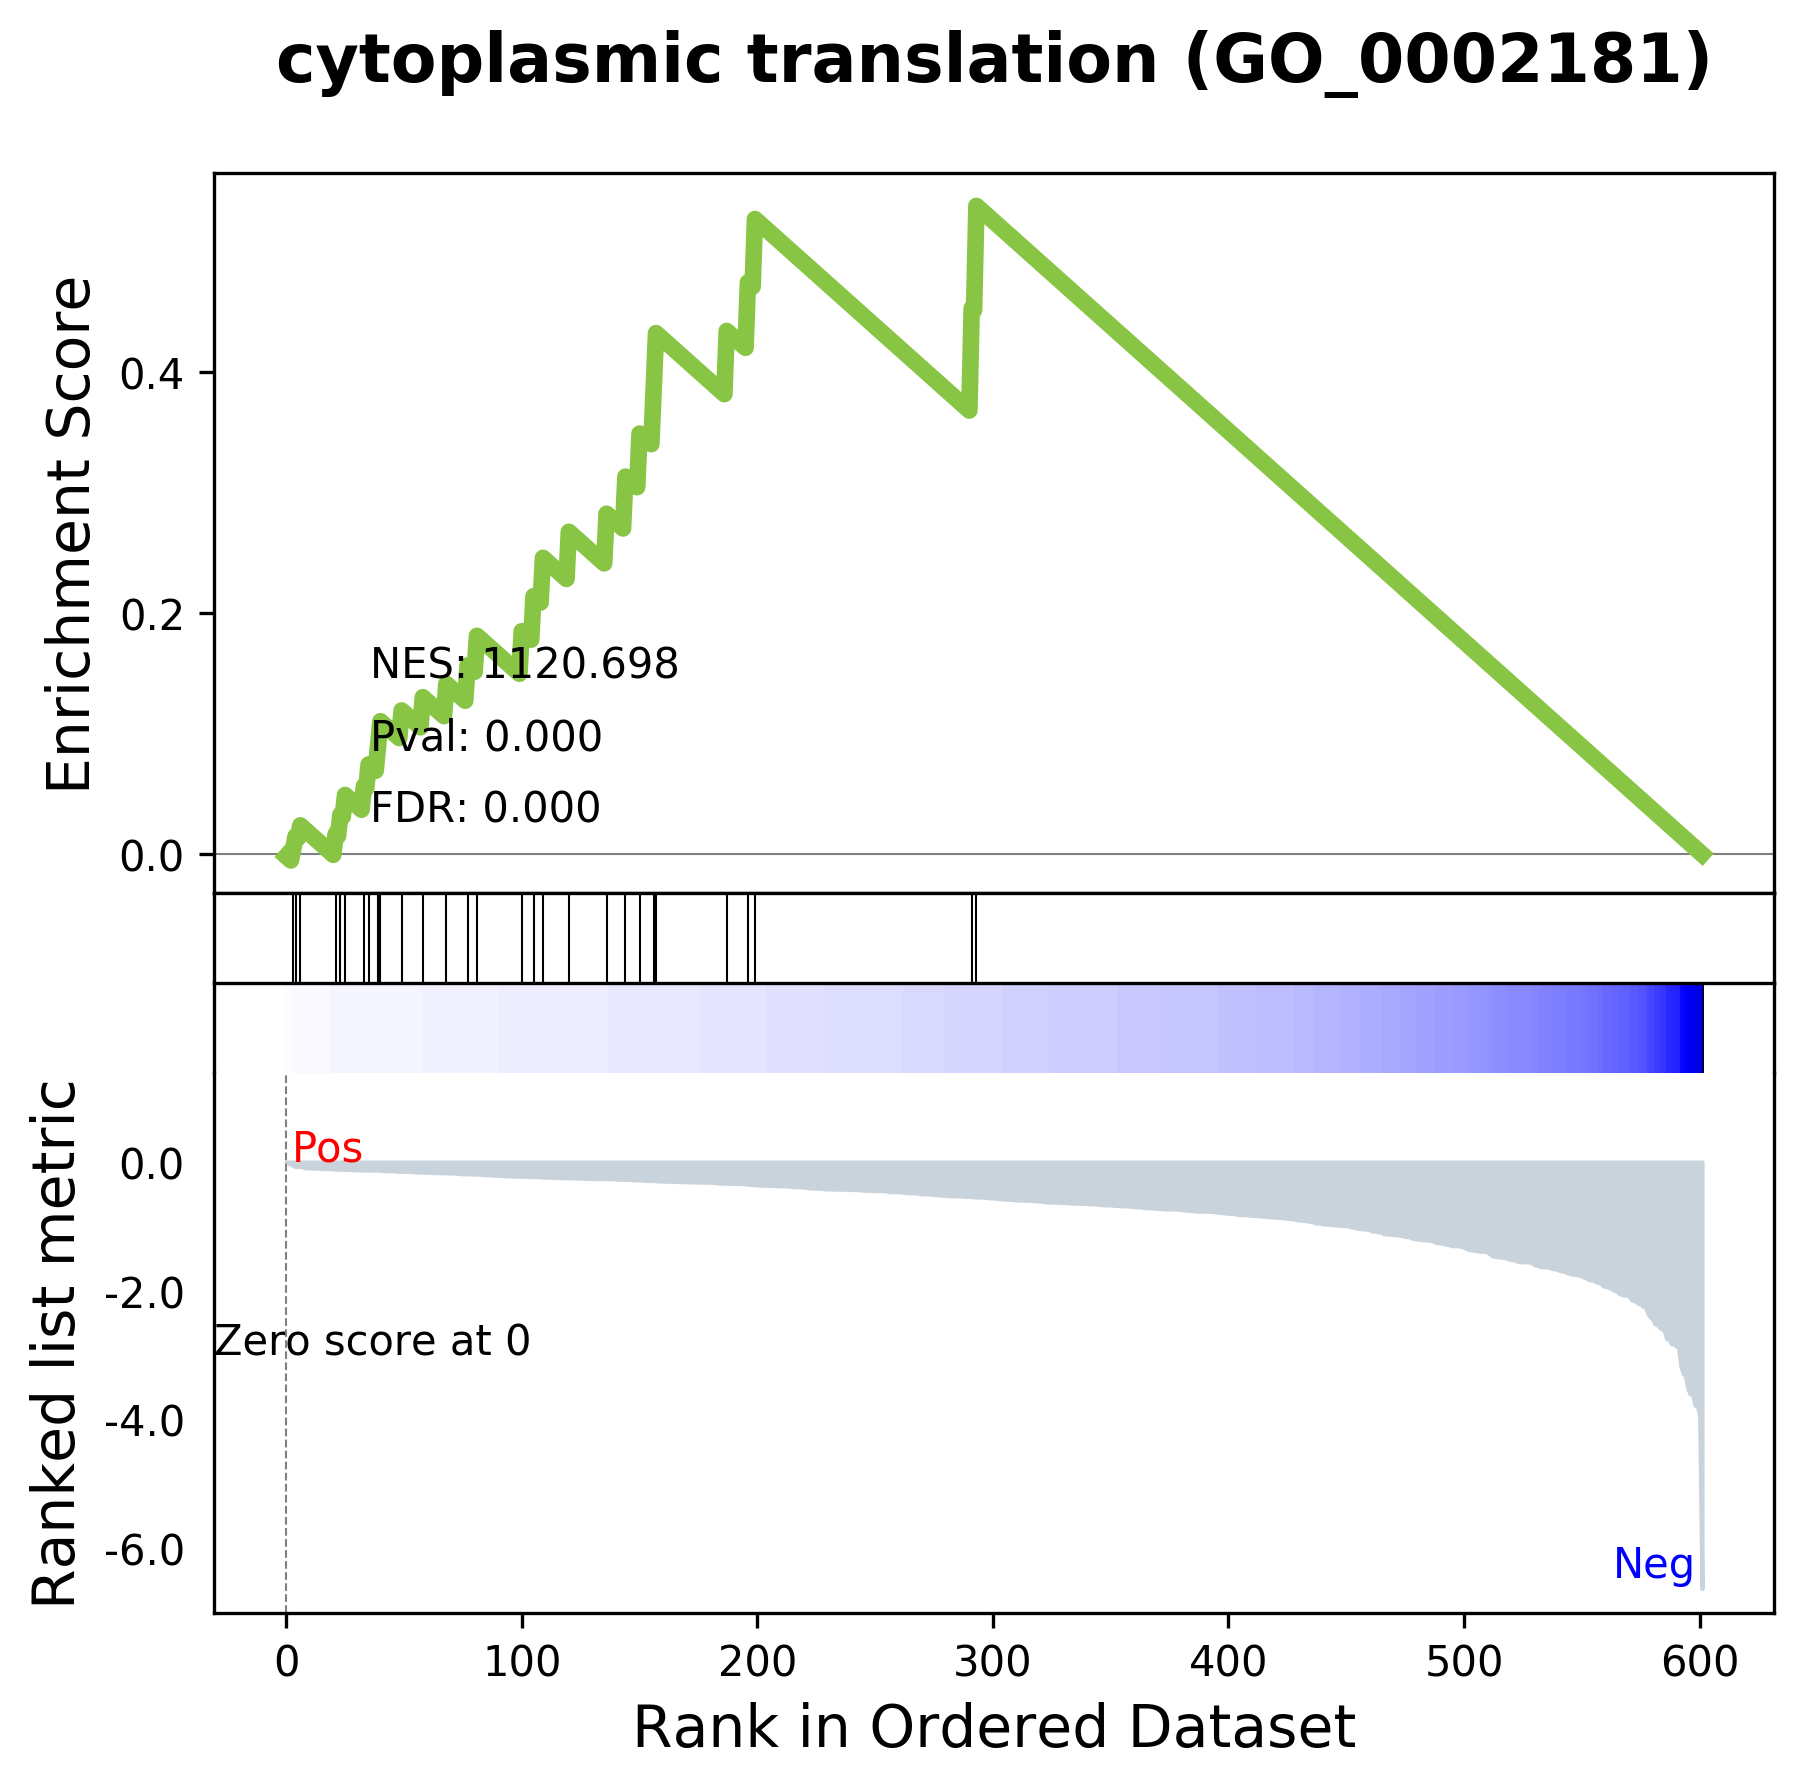 cytoplasmic translation (GO_0002181)
Enrichment Score
0.4
0.2
0.0
NES: 1120.698
Pval: 0.000
FDR: 0.000
Ranked list metric
0.0
-2.0
-4.0
-6.0
Pos
Zero score at 0
Neg
0 100 200 300 400 500 600
Rank in Ordered Dataset